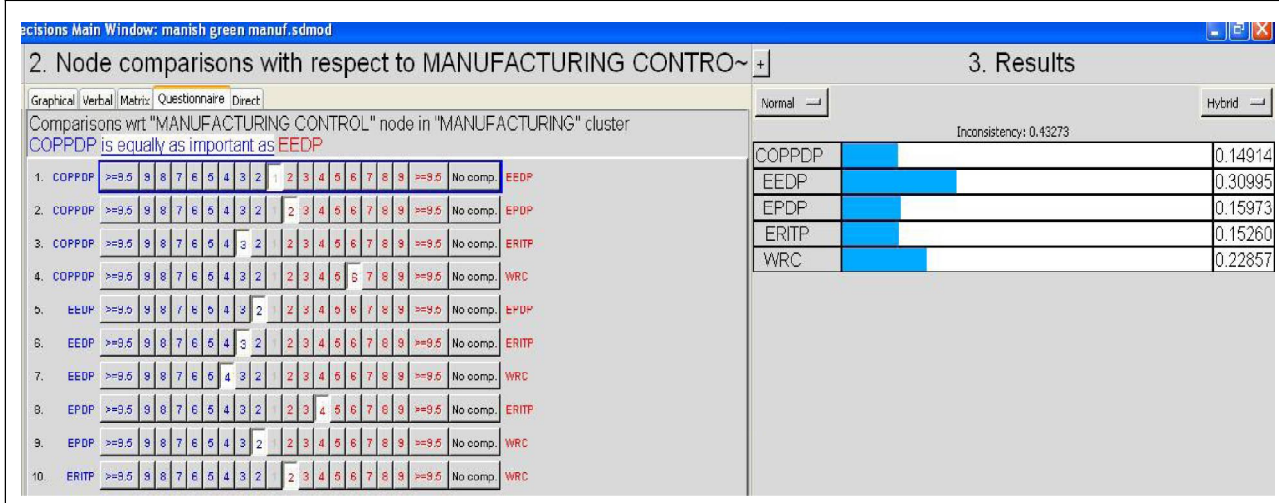 ecisions Main Window: manish green manuf.sdmod
2. Node comparisons with respect to MANUFACTURING CONTRO~ + 3. Results
Graphical Verbal Matrix Questionnaire Direct Normal Hybrid
Comparisons wrt "MANUFACTURING CONTROL" node in "MANUFACTURING" cluster
COPPDP is equally as important as EEDP
Inconsistency: 0.43273
1. COPPDP >=9.5 9 8 7 6 5 4 3 2 1 2 3 4 5 6 7 8 9 >=9.5 No comp. EEDP
2. COPPDP >=9.5 9 8 7 6 5 4 3 2 1 2 3 4 5 6 7 8 9 >=9.5 No comp. EPDP
3. COPPDP >=9.5 9 8 7 6 5 4 3 2 1 2 3 4 5 6 7 8 9 >=9.5 No comp. ERITP
4. COPPDP >=9.5 9 8 7 6 5 4 3 2 1 2 3 4 5 6 7 8 9 >=9.5 No comp. WRC
5. EEDP >=9.5 9 8 7 6 5 4 3 2 1 2 3 4 5 6 7 8 9 >=9.5 No comp. EPDP
6. EEDP >=9.5 9 8 7 6 5 4 3 2 1 2 3 4 5 6 7 8 9 >=9.5 No comp. ERITP
7. EEDP >=9.5 9 8 7 6 5 4 3 2 1 2 3 4 5 6 7 8 9 >=9.5 No comp. WRC
8. EPDP >=9.5 9 8 7 6 5 4 3 2 1 2 3 4 5 6 7 8 9 >=9.5 No comp. ERITP
9. EPDP >=9.5 9 8 7 6 5 4 3 2 1 2 3 4 5 6 7 8 9 >=9.5 No comp. WRC
10. ERITP >=9.5 9 8 7 6 5 4 3 2 1 2 3 4 5 6 7 8 9 >=9.5 No comp. WRC
COPPDP 0.14914
EEDP 0.30995
EPDP 0.15973
ERITP 0.15260
WRC 0.22857